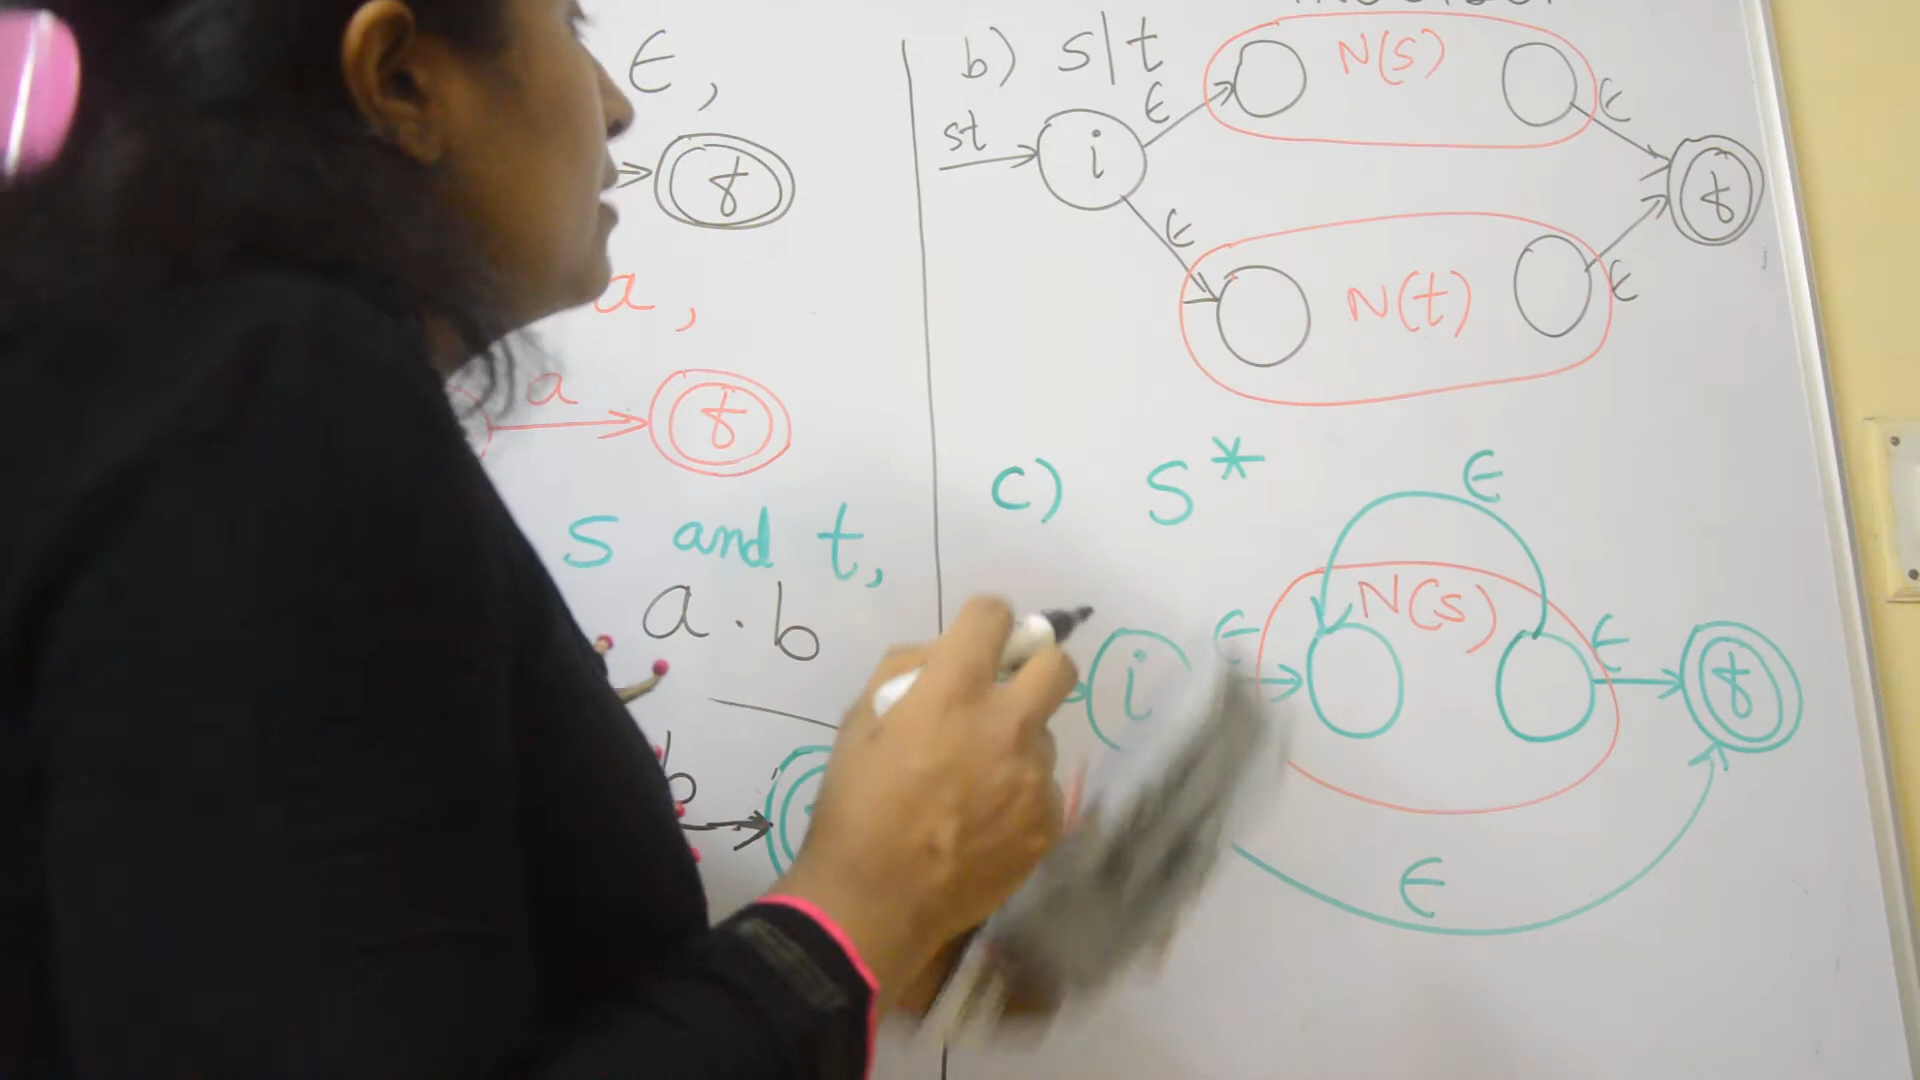 ϵ,
f
a,
a
f
s and t,
a . b
b
b) s|t
st
i
ϵ
N(s)
ϵ
f
ϵ
N(t)
ϵ
c) s*
ϵ
i
ϵ
N(s)
ϵ
f
ϵ